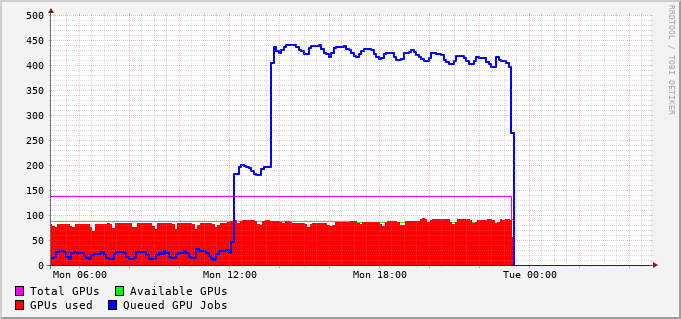 500
450
400
350
300
250
200
150
100
50
0
Mon 06:00 Mon 12:00 Mon 18:00 Tue 00:00
Total GPUs Available GPUs
GPUs used Queued GPU Jobs
RRDTOOL / TOBI OETIKER